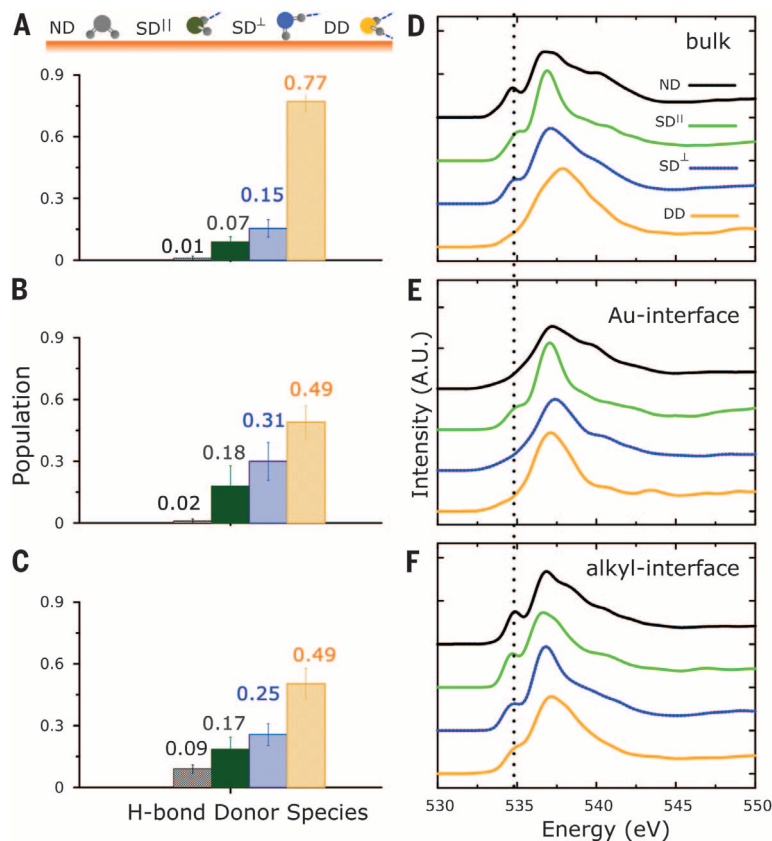 A
ND SD|| SD⊥ DD
0.9
0.6
0.3
0
0.01
0.07
0.15
0.77
B
0.9
0.6
0.3
0
0.02
0.18
0.31
0.49
Population
C
0.9
0.6
0.3
0
0.09
0.17
0.25
0.49
H-bond Donor Species
D
bulk
ND
SD||
SD⊥
DD
E
Au-interface
Intensity (A.U.)
F
alkyl-interface
530 535 540 545 550
Energy (eV)